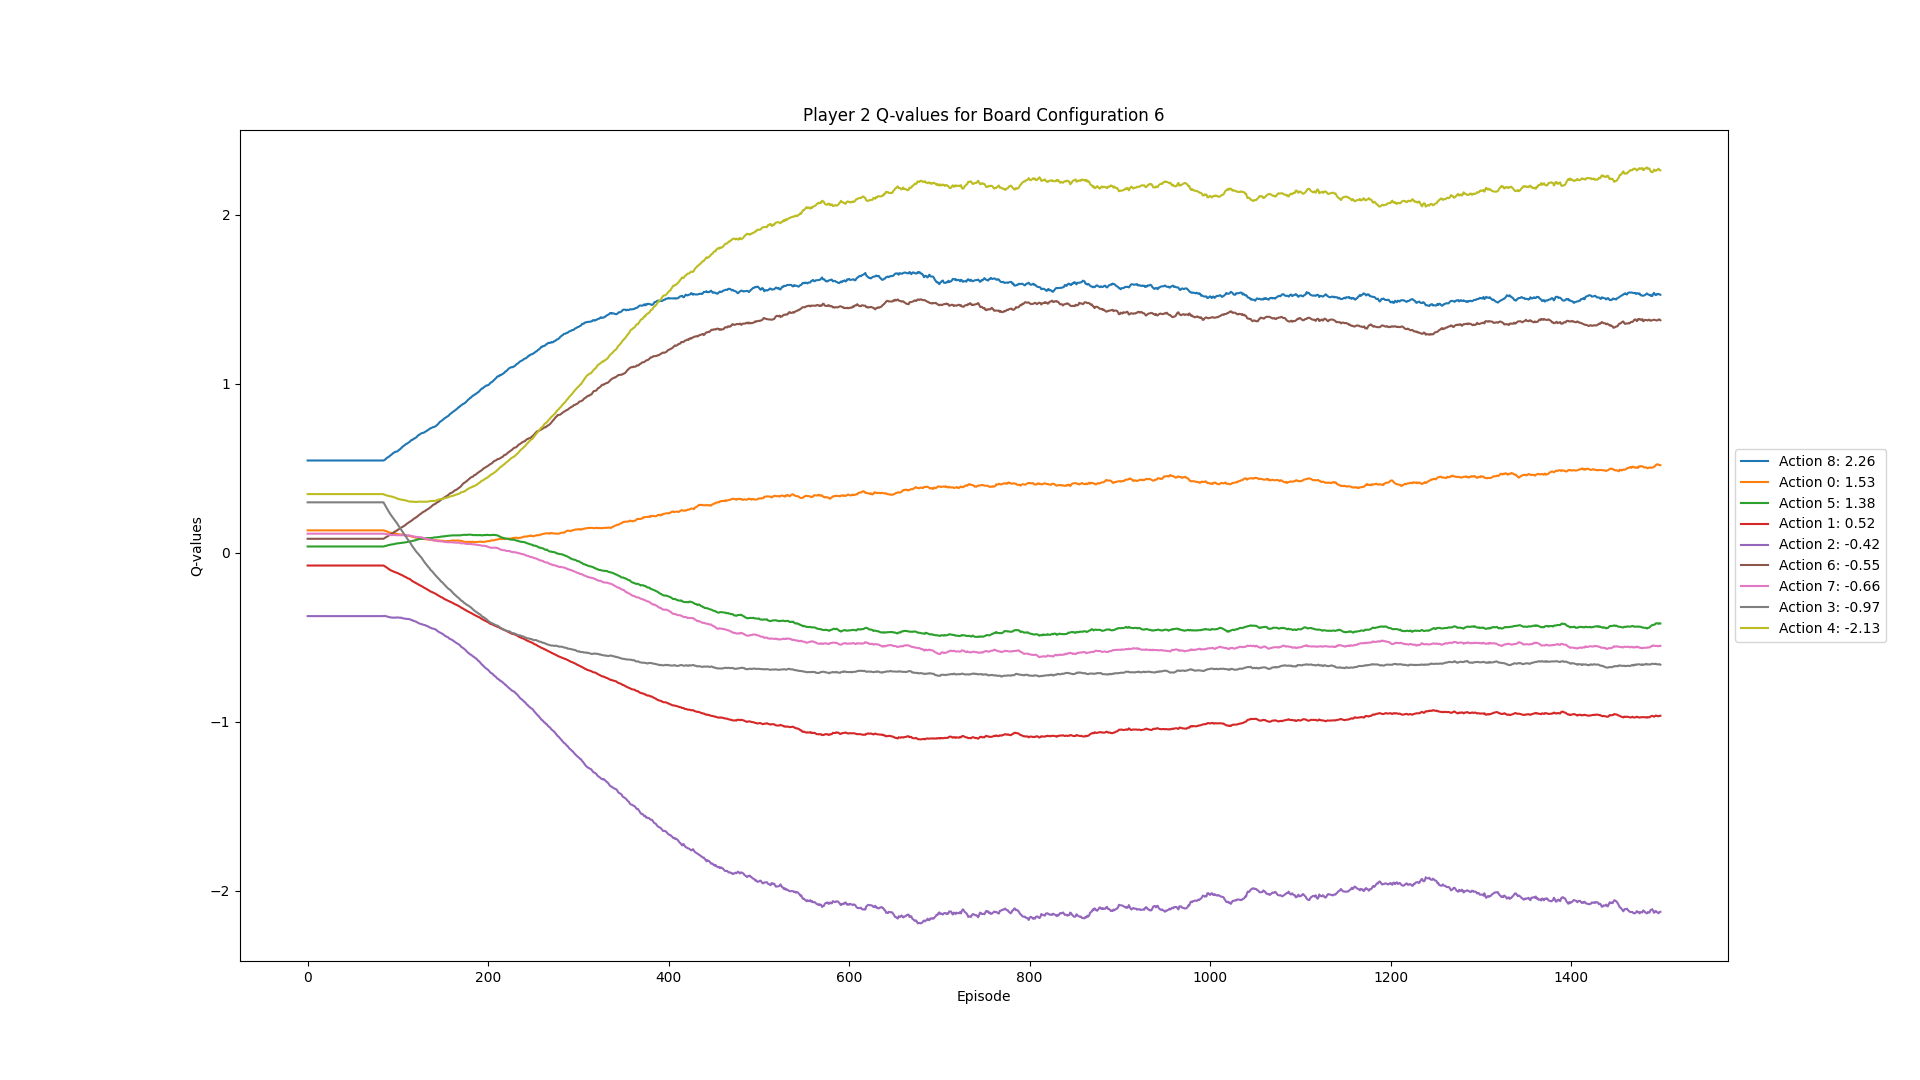 Player 2 Q-values for Board Configuration 6
Q-values
2
1
0
−1
−2
0 200 400 600 800 1000 1200 1400
Episode
Action 8: 2.26
Action 0: 1.53
Action 5: 1.38
Action 1: 0.52
Action 2: -0.42
Action 6: -0.55
Action 7: -0.66
Action 3: -0.97
Action 4: -2.13